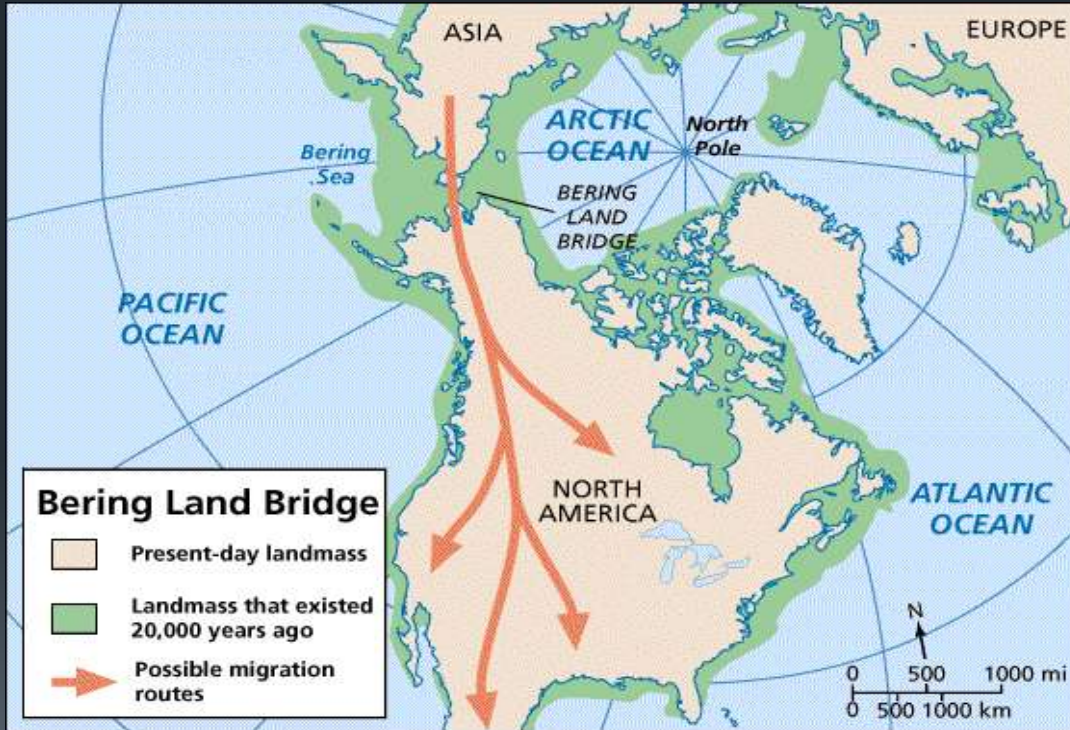 ASIA
EUROPE
ARCTIC
OCEAN
North
Pole
Bering
Sea
BERING
LAND
BRIDGE
PACIFIC
OCEAN
NORTH
AMERICA
ATLANTIC
OCEAN
Bering Land Bridge
Present-day landmass
Landmass that existed
20,000 years ago
Possible migration
routes
N
0 500 1000 mi
0 500 1000 km